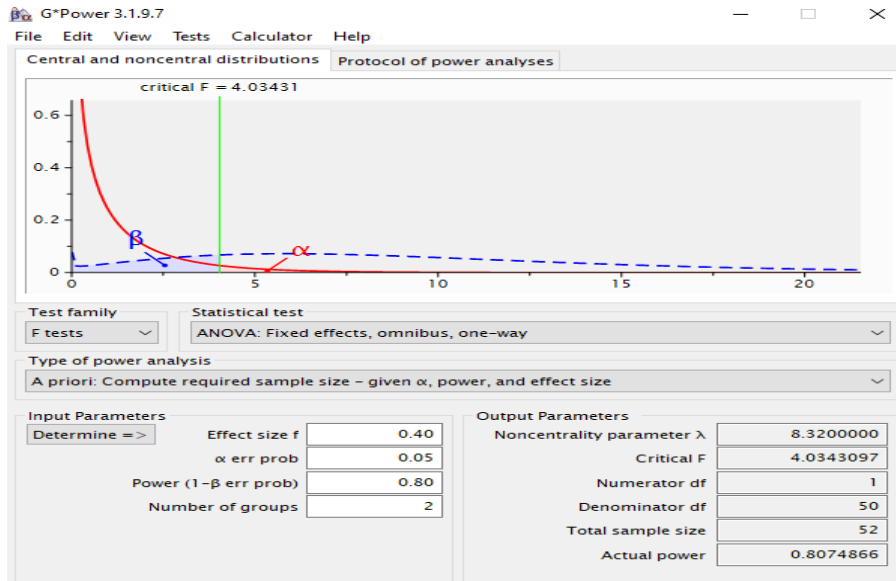 βα G*Power 3.1.9.7
File Edit View Tests Calculator Help
Central and noncentral distributions Protocol of power analyses
critical F = 4.03431
0.6
0.4
0.2
β α
0
0 5 10 15 20
Test family Statistical test
F tests ANOVA: Fixed effects, omnibus, one-way
Type of power analysis
A priori: Compute required sample size – given α, power, and effect size
Input Parameters Output Parameters
Determine => Effect size f 0.40 Noncentrality parameter λ 8.3200000
α err prob 0.05 Critical F 4.0343097
Power (1-β err prob) 0.80 Numerator df 1
Number of groups 2 Denominator df 50
Total sample size 52
Actual power 0.8074866